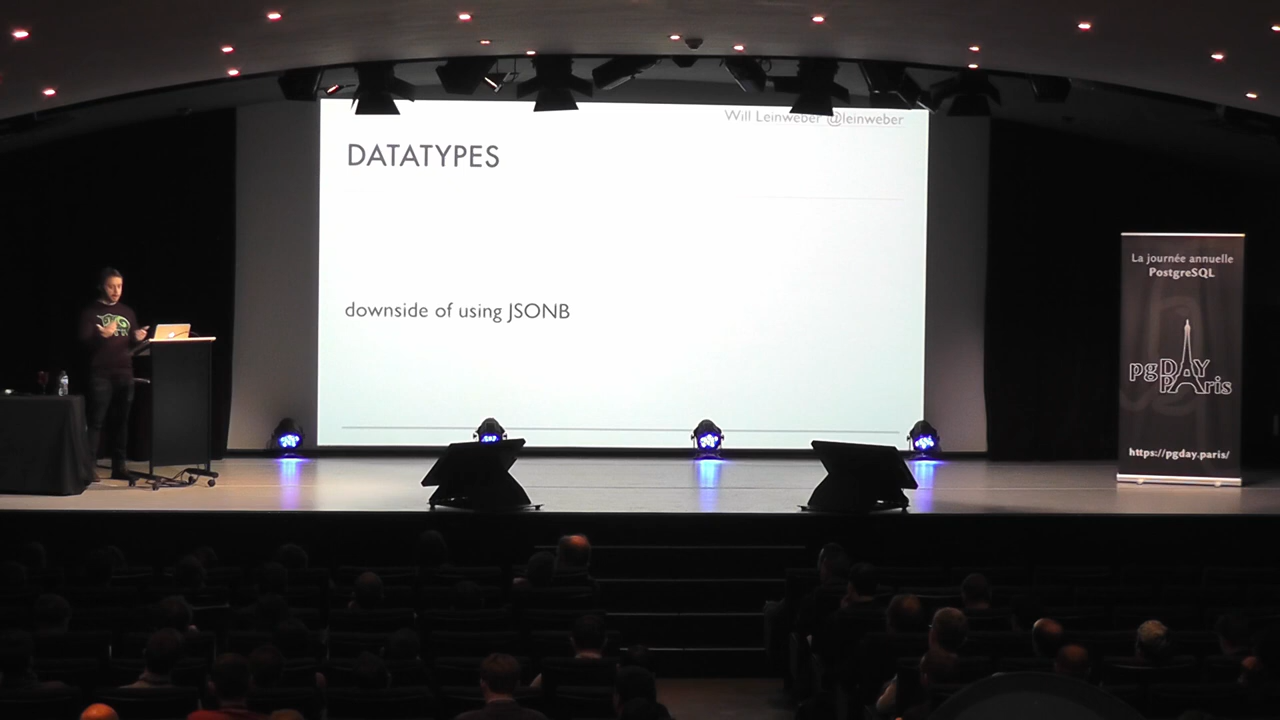 Will Leinweber @leinweber
DATATYPES
downside of using JSONB
La journée annuelle
PostgreSQL
pgDAY
PAris
https://pgday.paris/